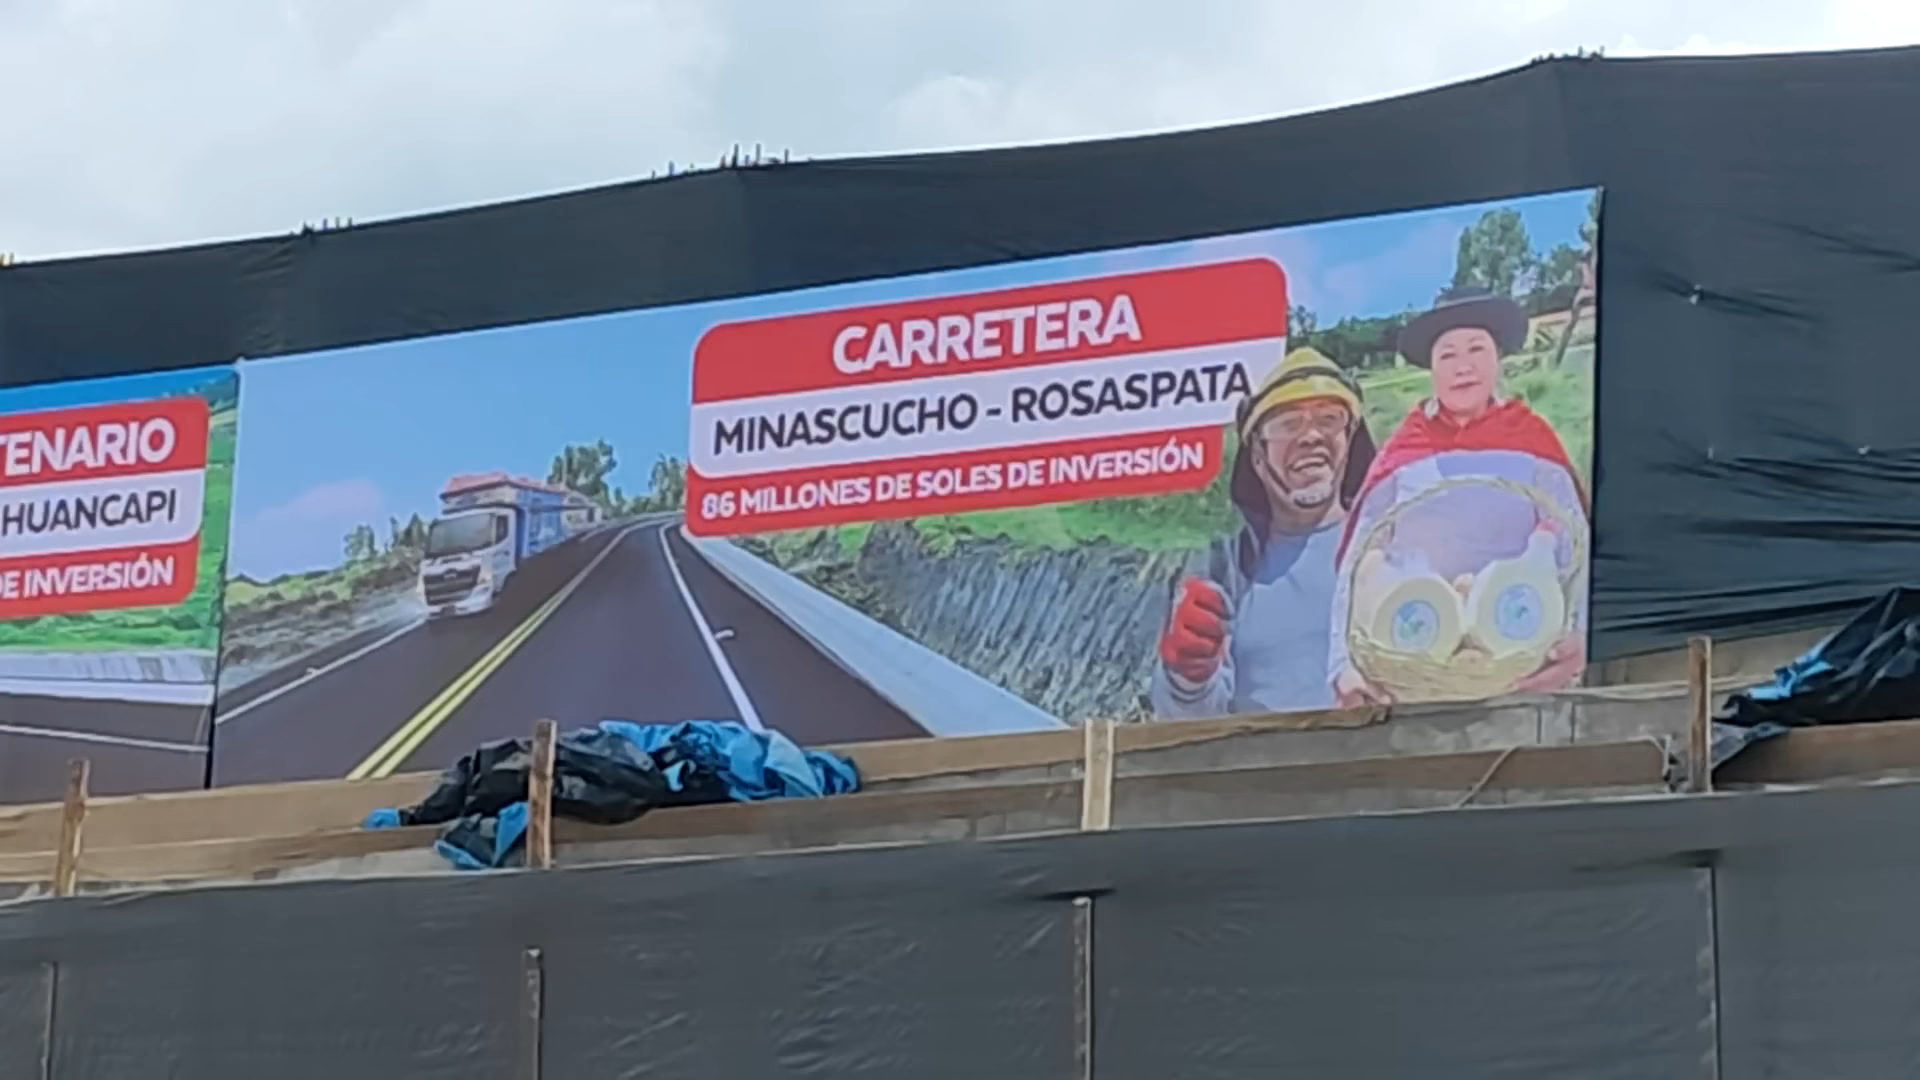 TENARIO
HUANCAPI
DE INVERSIÓN
CARRETERA
MINASCUCHO - ROSASPATA
86 MILLONES DE SOLES DE INVERSIÓN